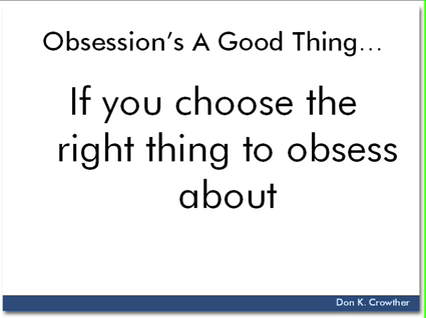 Obsession's A Good Thing...
If you choose the
right thing to obsess
about
Don K. Crowther